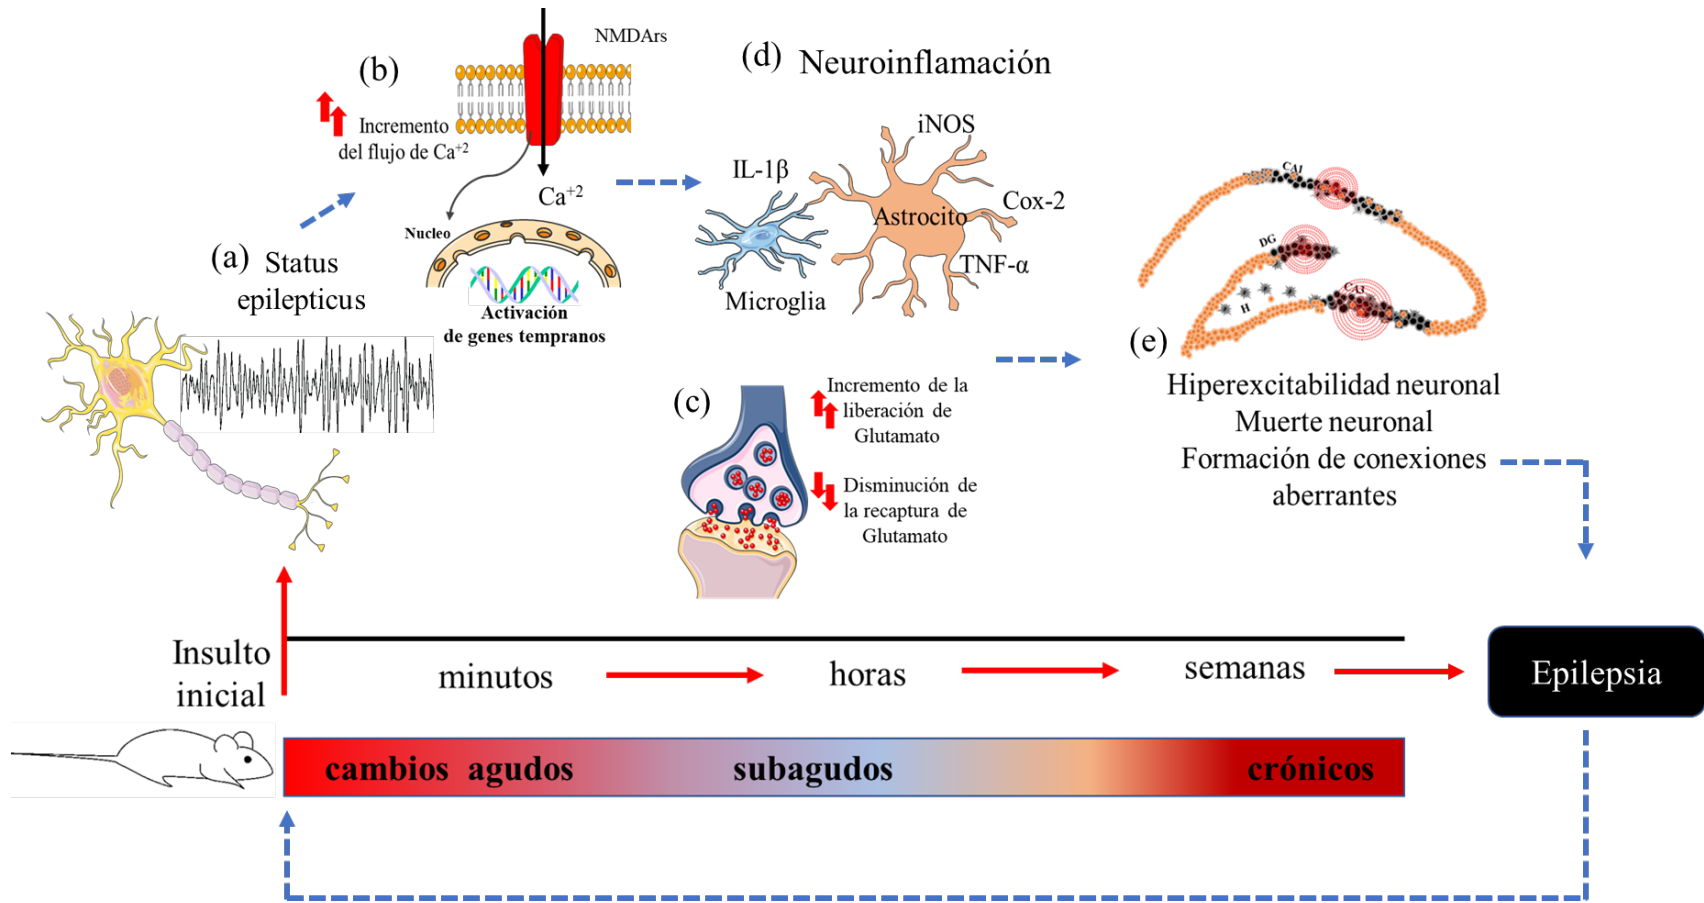 (a) Status
epilepticus
(b)
NMDArs
Incremento
del flujo de Ca+2
Ca+2
Nucleo
Activación
de genes tempranos
(d) Neuroinflamación
iNOS
IL-1β
Cox-2
Astrocito
TNF-α
Microglia
(c)
Incremento de la
liberación de
Glutamato
Disminución de
la recaptura de
Glutamato
CA1
DG
CA3
H
(e)
Hiperexcitabilidad neuronal
Muerte neuronal
Formación de conexiones
aberrantes
Insulto
inicial
minutos
horas
semanas
Epilepsia
cambios agudos
subagudos
crónicos